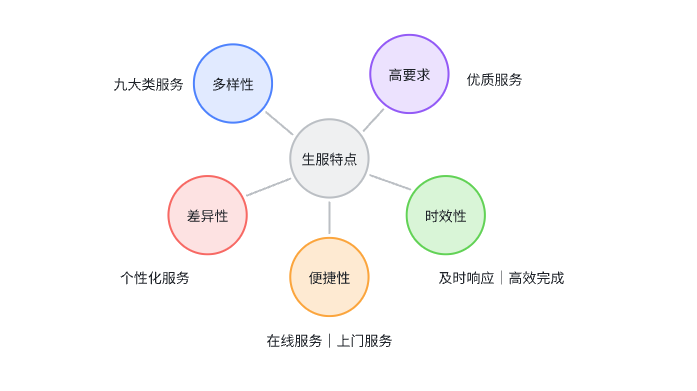 高要求
优质服务
九大类服务
多样性
生服特点
差异性
时效性
个性化服务
便捷性
及时响应｜高效完成
在线服务｜上门服务